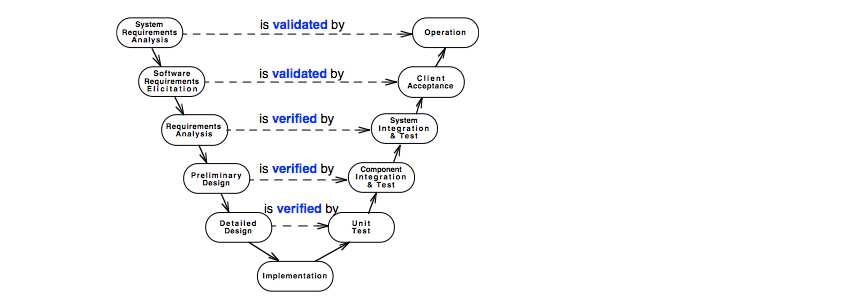 System
Requirements
Analysis
is validated by
Operation
Software
Requirements
Elicitation
is validated by
Client
Acceptance
Requirements
Analysis
is verified by
System
Integration
& Test
Preliminary
Design
is verified by
Component
Integration
& Test
Detailed
Design
is verified by
Unit
Test
Implementation